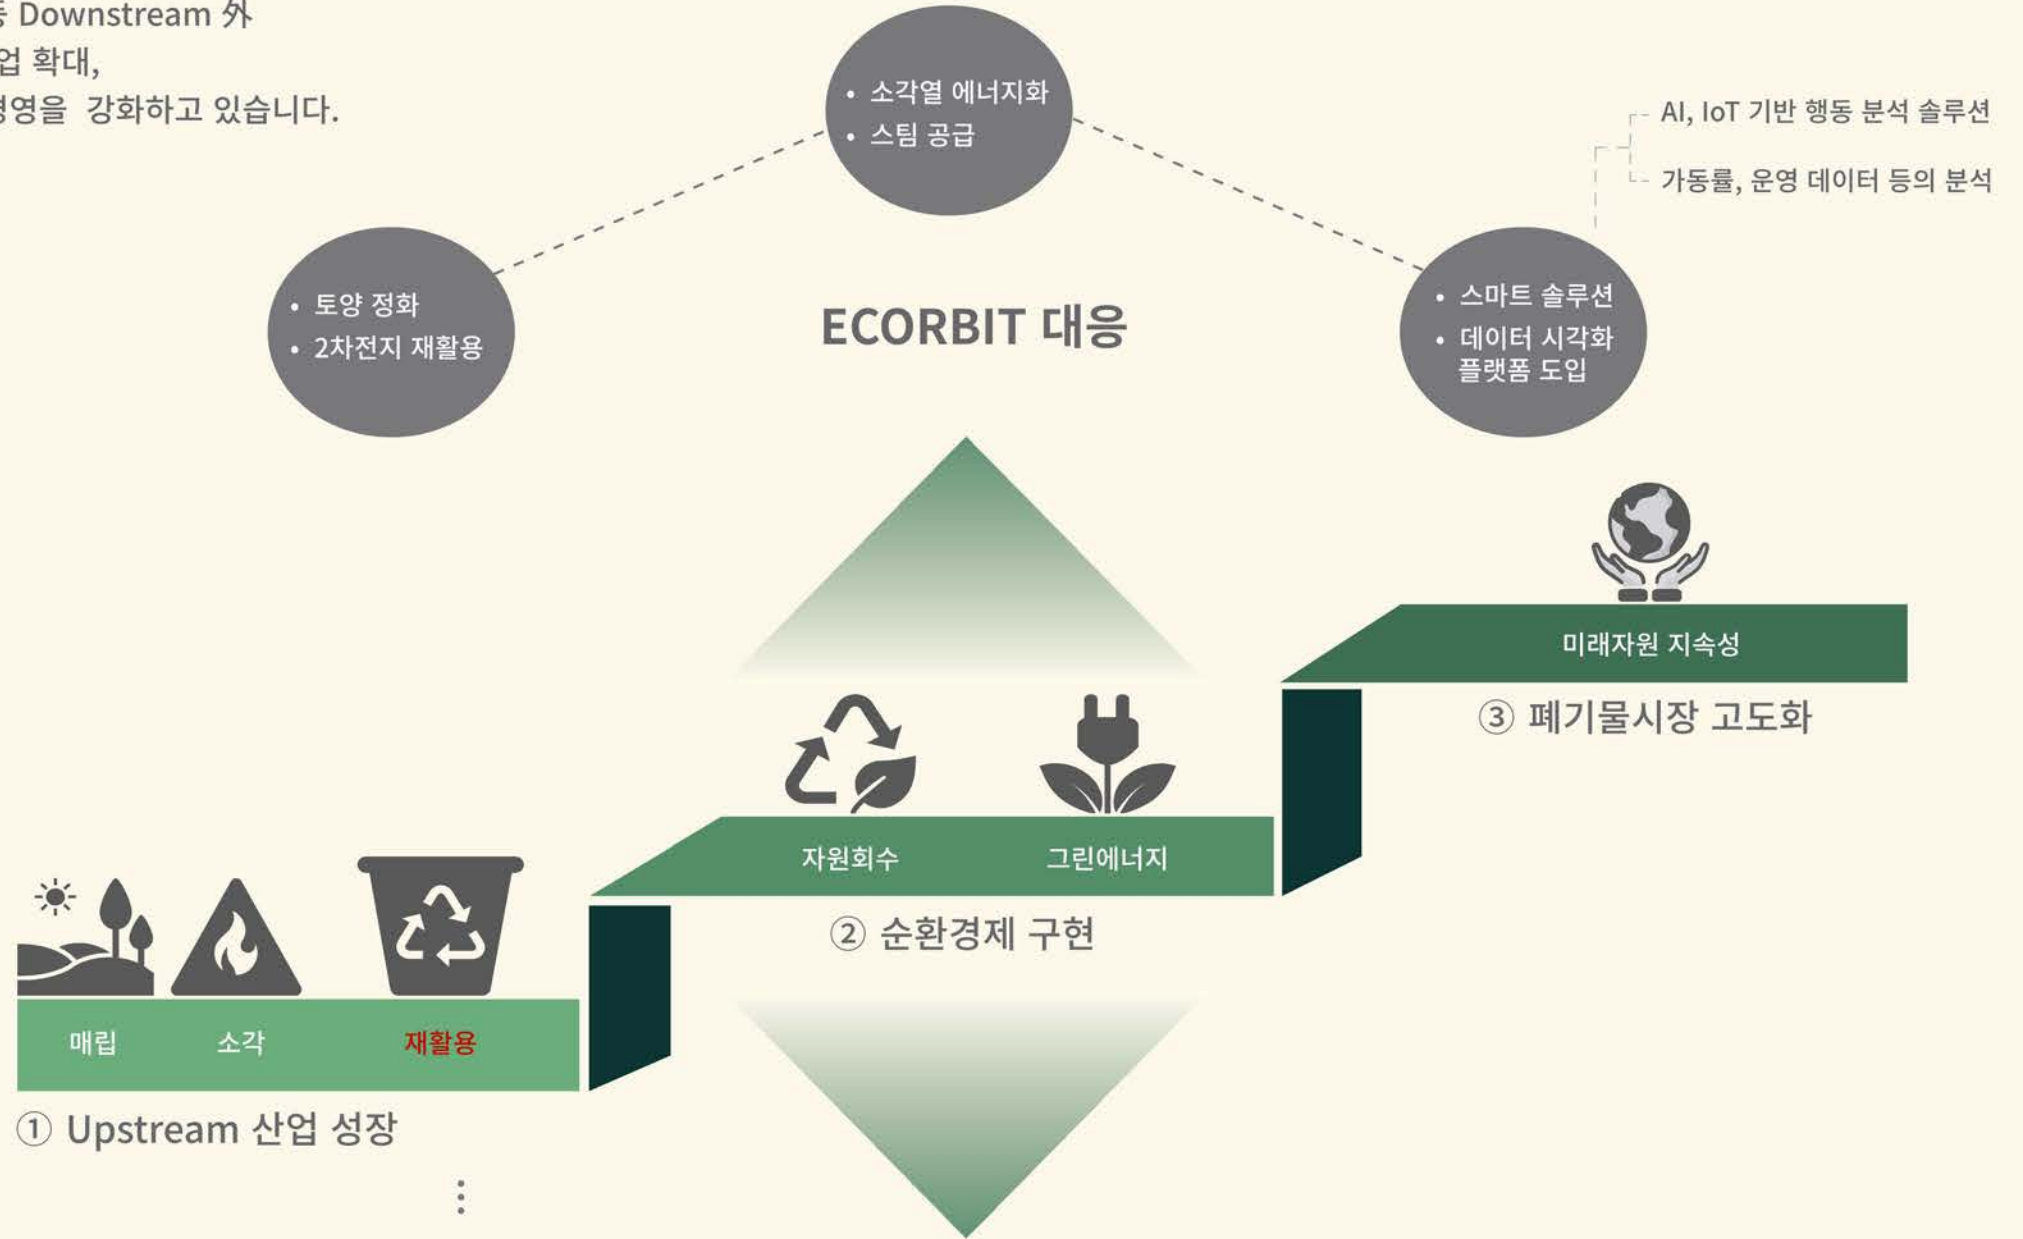 Downstream 外
확대,
강화하고 있습니다.
• 소각열 에너지화
• 스팀 공급
AI, IoT 기반 행동 분석 솔루션
가동률, 운영 데이터 등의 분석
• 토양 정화
• 2차전지 재활용
ECORBIT 대응
• 스마트 솔루션
• 데이터 시각화
플랫폼 도입
미래자원 지속성
③ 폐기물시장 고도화
자원회수
그린에너지
② 순환경제 구현
매립
소각
재활용
① Upstream 산업 성장